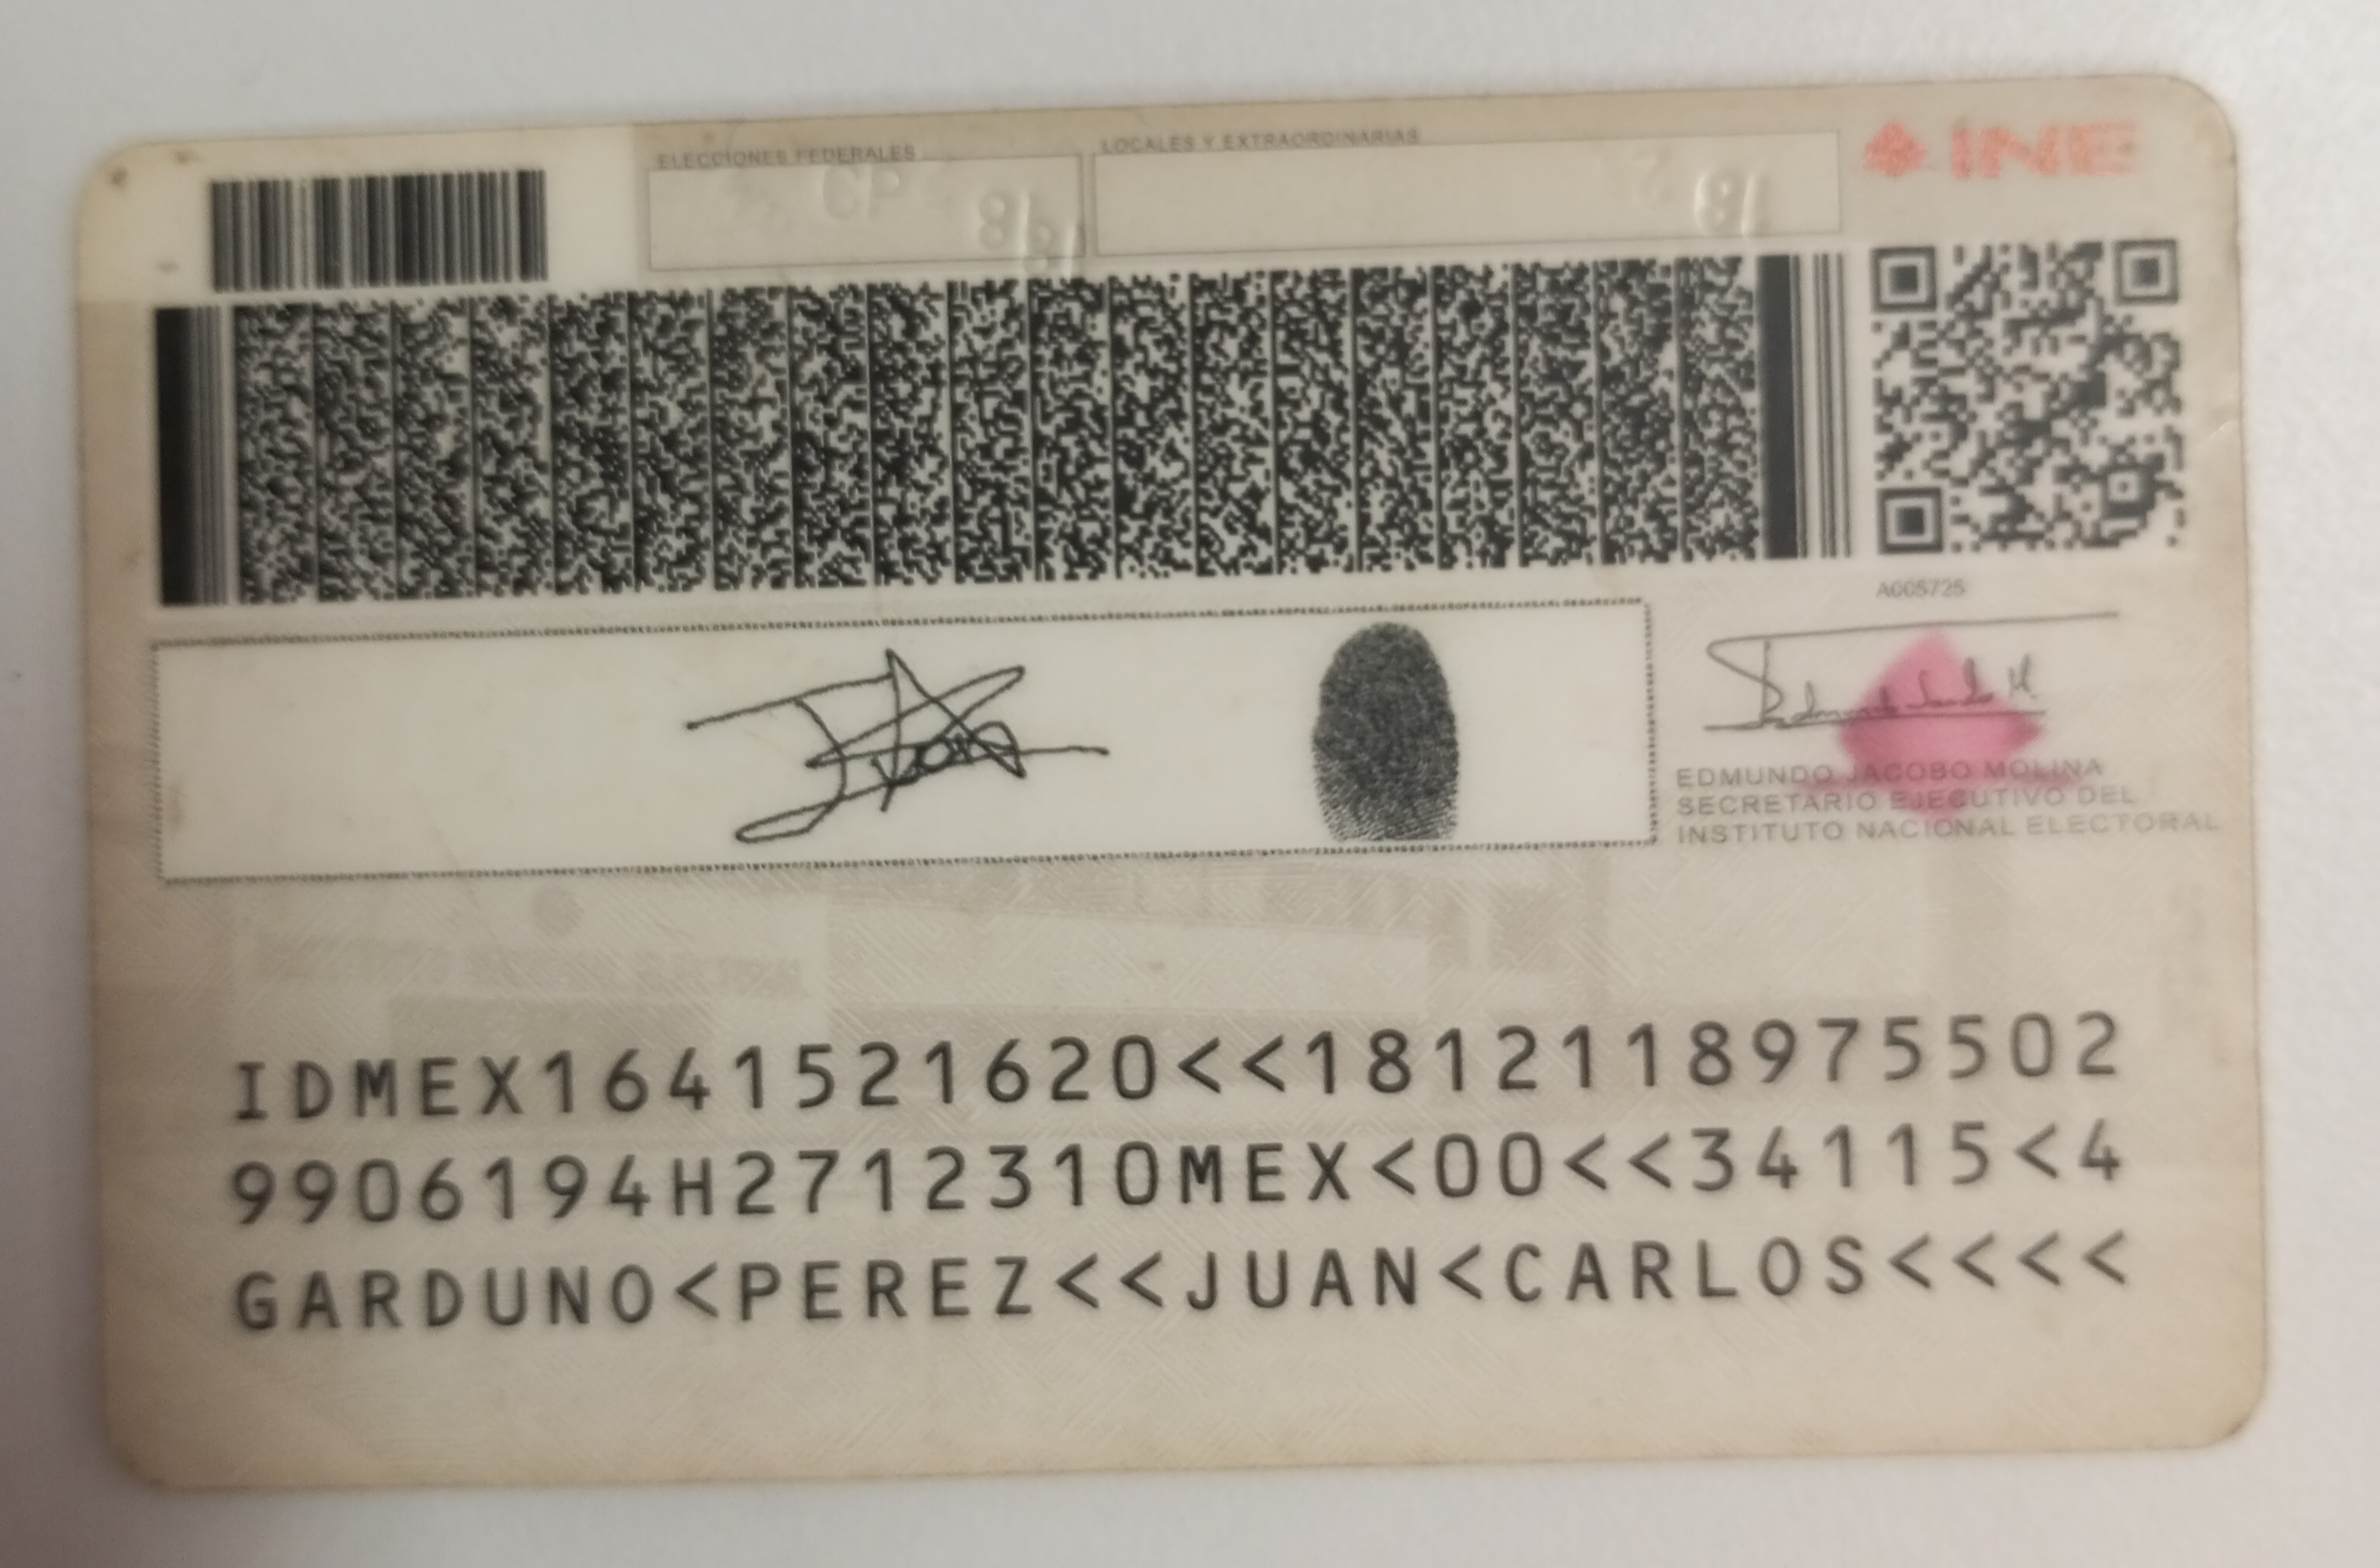 ELECCIONES FEDERALES
LOCALES Y EXTRAORDINARIAS
INE
A005725
EDMUNDO JACOBO MOLINA
SECRETARIO EJECUTIVO DEL
INSTITUTO NACIONAL ELECTORAL
IDMEX1641521620<<1812118975502
9906194H2712310MEX<00<<34115<4
GARDUNO<PEREZ<<JUAN<CARLOS<<<<